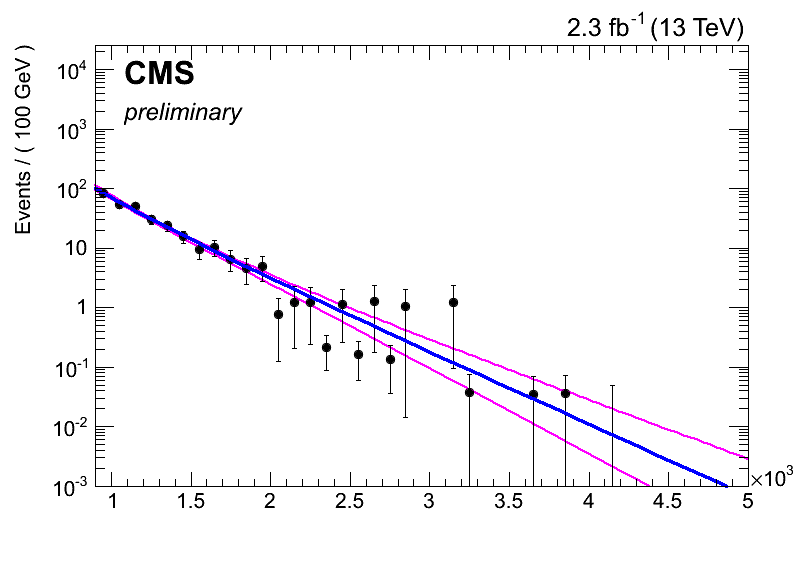 2.3 fb⁻¹ (13 TeV)
CMS
preliminary
Events / ( 100 GeV )
10⁴
10³
10²
10
1
10⁻¹
10⁻²
10⁻³
1 1.5 2 2.5 3 3.5 4 4.5 5
×10³